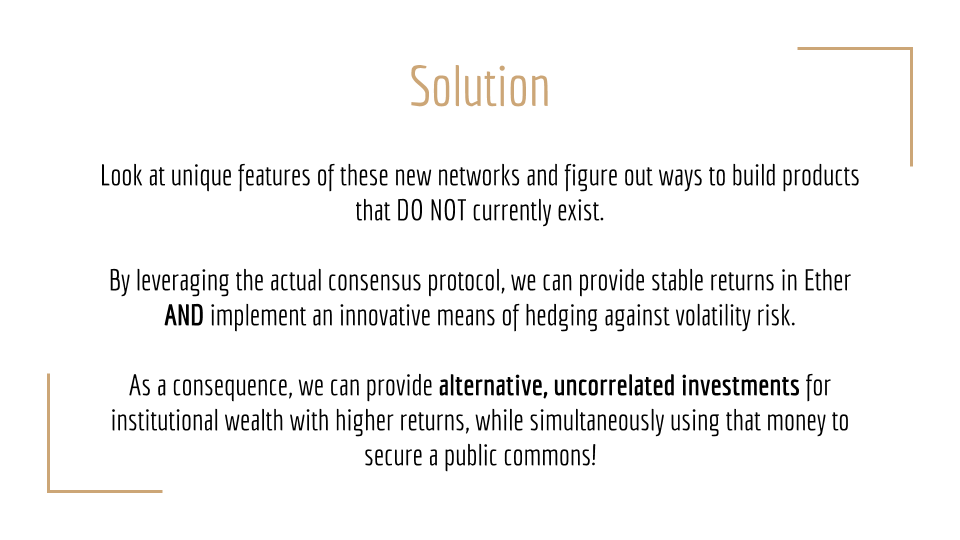 Solution
Look at unique features of these new networks and figure out ways to build products
that DO NOT currently exist.
By leveraging the actual consensus protocol, we can provide stable returns in Ether
AND implement an innovative means of hedging against volatility risk.
As a consequence, we can provide alternative, uncorrelated investments for
institutional wealth with higher returns, while simultaneously using that money to
secure a public commons!